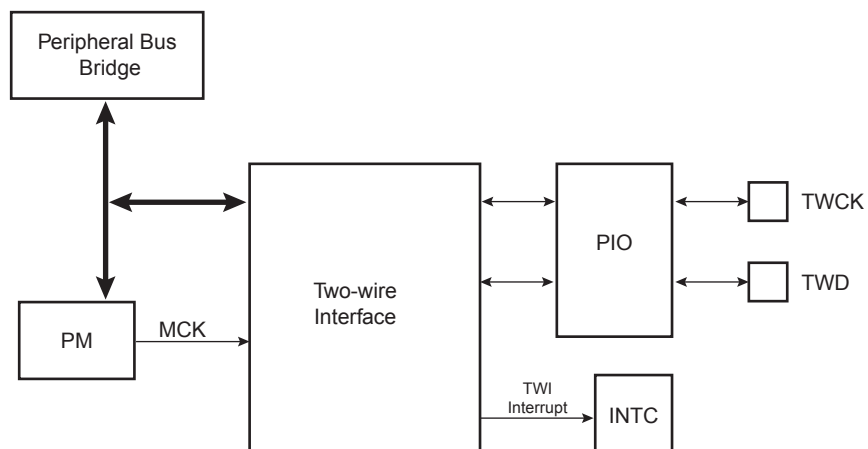 Peripheral Bus
Bridge
TWCK
PIO
Two-wire
Interface
TWD
PM
MCK
TWI
Interrupt
INTC